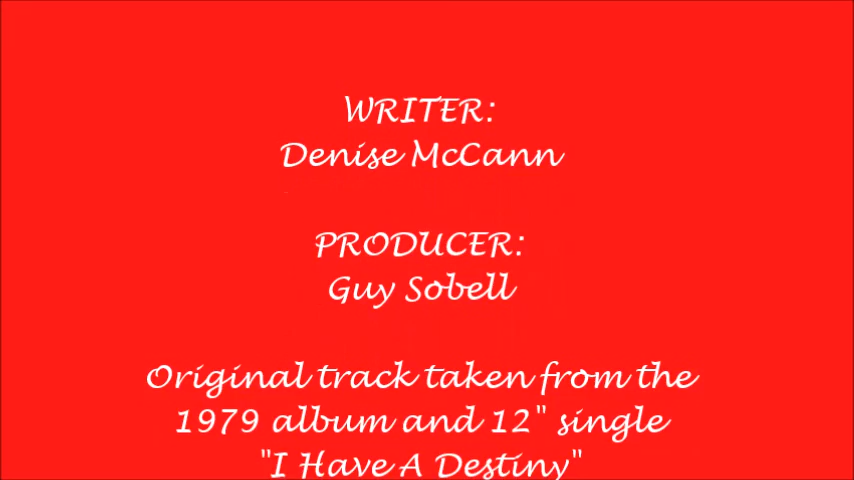 WRITER:
Denise McCann
PRODUCER:
Guy Sobell
Original track taken from the
1979 album and 12" single
"I Have A Destiny"